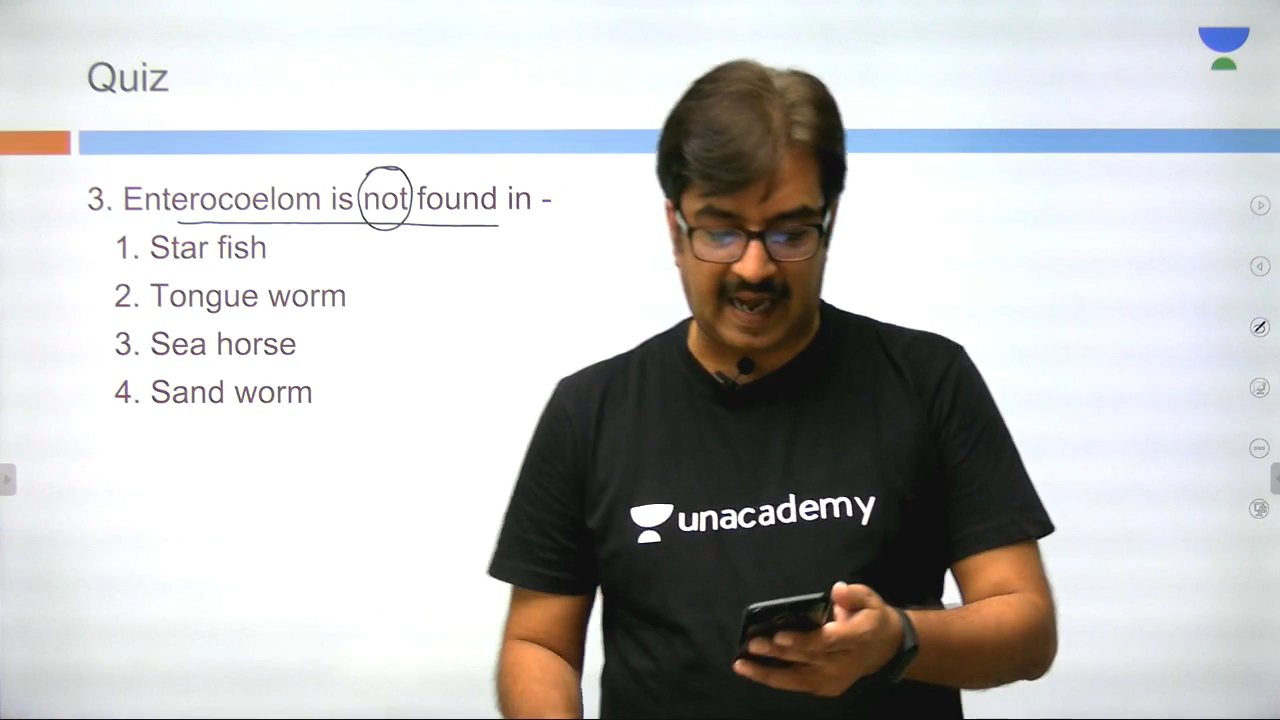 Quiz
3. Enterocoelom is not found in -
1. Star fish
2. Tongue worm
3. Sea horse
4. Sand worm
unacademy